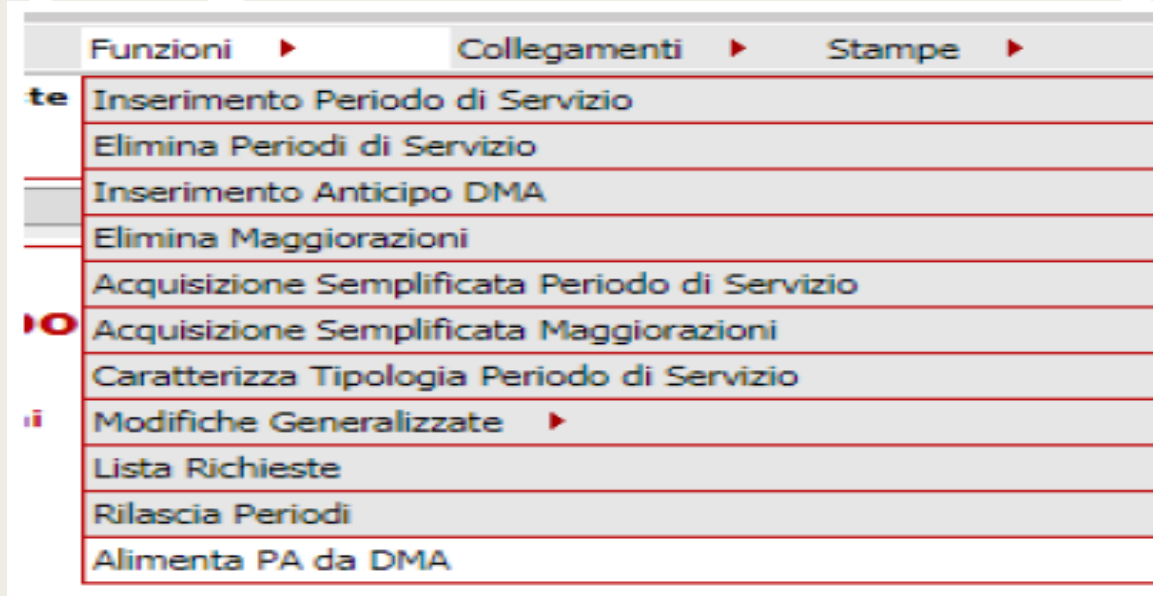 Funzioni Collegamenti Stampe
te Inserimento Periodo di Servizio
Elimina Periodi di Servizio
Inserimento Anticipo DMA
Elimina Maggiorazioni
Acquisizione Semplificata Periodo di Servizio
Acquisizione Semplificata Maggiorazioni
Caratterizza Tipologia Periodo di Servizio
Modifiche Generalizzate
Lista Richieste
Rilascia Periodi
Alimenta PA da DMA